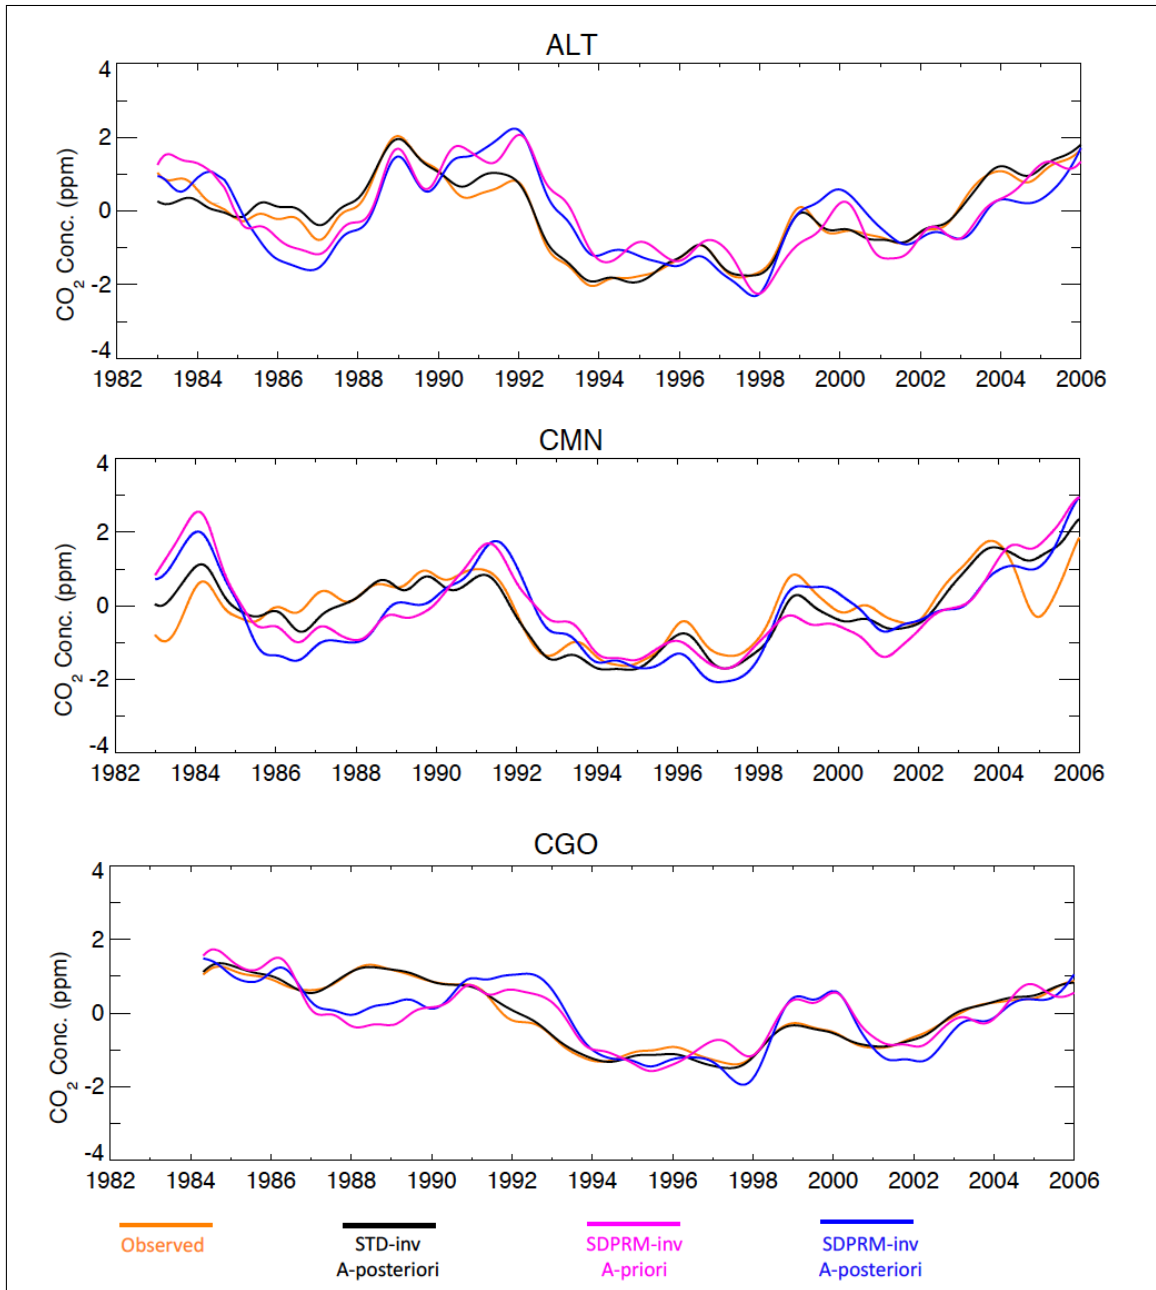 ALT
4
2
0
-2
-4
CO2 Conc. (ppm)
1982 1984 1986 1988 1990 1992 1994 1996 1998 2000 2002 2004 2006
CMN
4
2
0
-2
-4
CO2 Conc. (ppm)
1982 1984 1986 1988 1990 1992 1994 1996 1998 2000 2002 2004 2006
CGO
4
2
0
-2
-4
CO2 Conc. (ppm)
1982 1984 1986 1988 1990 1992 1994 1996 1998 2000 2002 2004 2006
Observed
STD-inv
A-posteriori
SDPRM-inv
A-priori
SDPRM-inv
A-posteriori